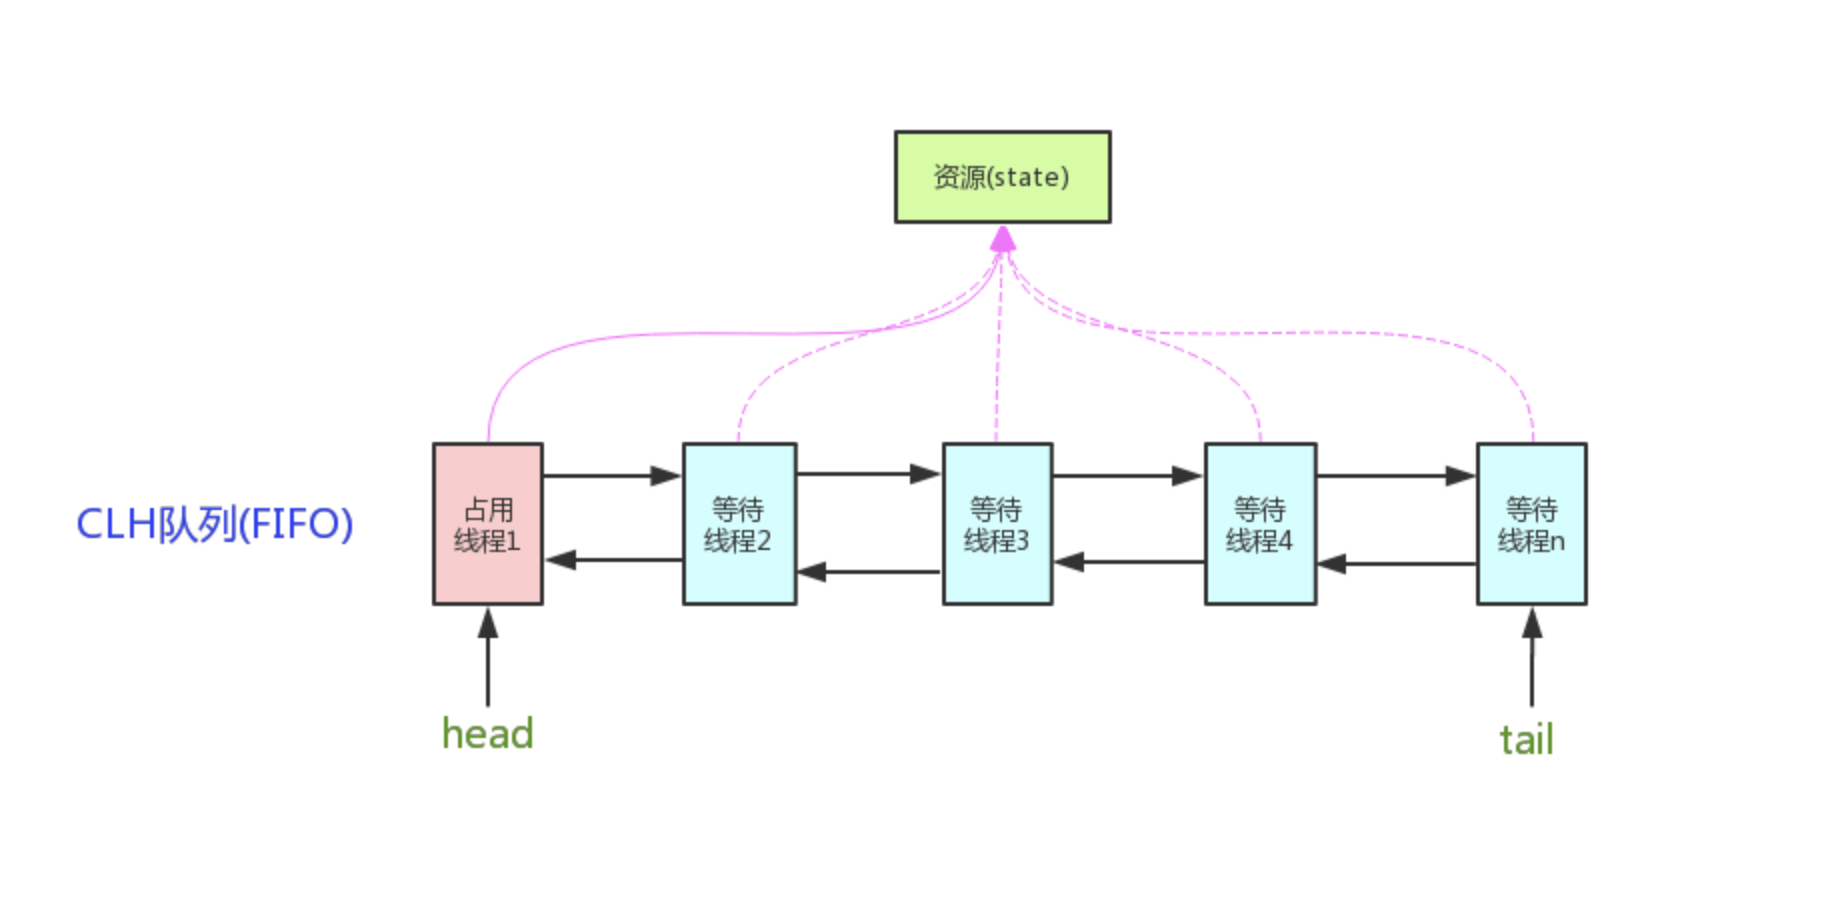 资源(state)
CLH队列(FIFO)
占用
线程1
等待
线程2
等待
线程3
等待
线程4
等待
线程n
head
tail